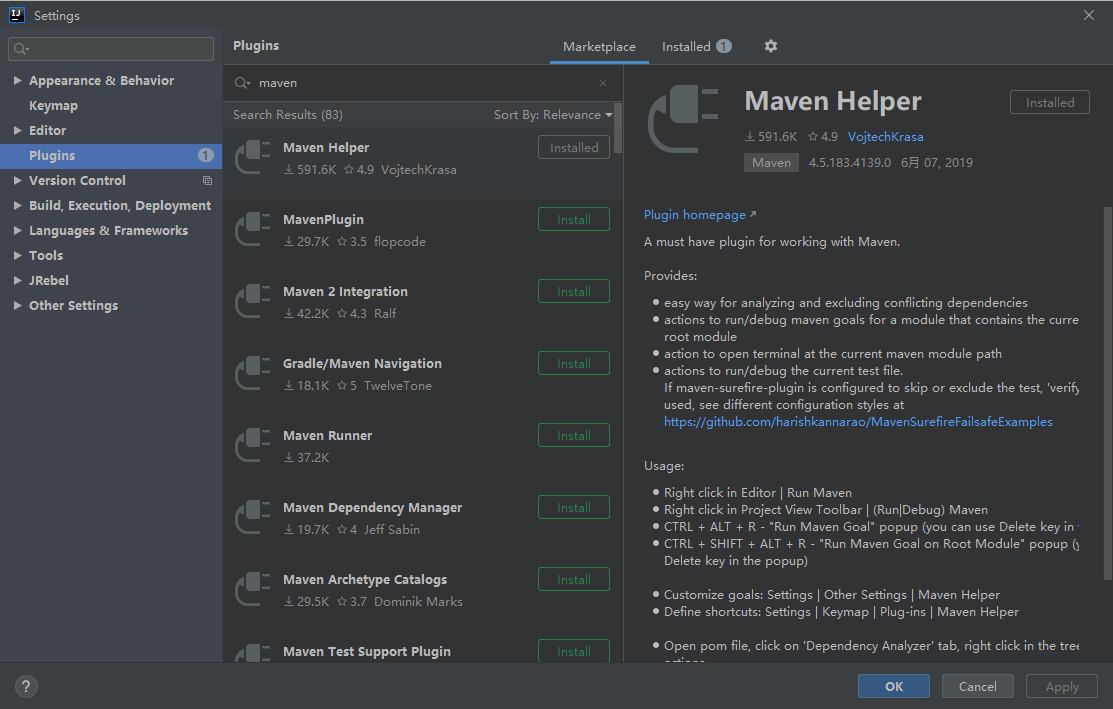 Settings
Plugins
Marketplace
Installed 1
Appearance & Behavior
Keymap
Editor
Plugins 1
Version Control
Build, Execution, Deployment
Languages & Frameworks
Tools
JRebel
Other Settings
maven
Search Results (83)
Sort By: Relevance
Maven Helper
Installed
591.6K 4.9 VojtechKrasa
MavenPlugin
Install
29.7K 3.5 flopcode
Maven 2 Integration
Install
42.2K 4.3 Ralf
Gradle/Maven Navigation
Install
18.1K 5 TwelveTone
Maven Runner
Install
37.2K
Maven Dependency Manager
Install
19.7K 4 Jeff Sabin
Maven Archetype Catalogs
Install
29.5K 3.7 Dominik Marks
Maven Test Support Plugin
Install
Maven Helper
Installed
591.6K 4.9 VojtechKrasa
Maven 4.5.183.4139.0 6月 07, 2019
Plugin homepage
A must have plugin for working with Maven.
Provides:
easy way for analyzing and excluding conflicting dependencies
actions to run/debug maven goals for a module that contains the curre
root module
action to open terminal at the current maven module path
actions to run/debug the current test file.
If maven-surefire-plugin is configured to skip or exclude the test, 'verify
used, see different configuration styles at
https://github.com/harishkannarao/MavenSurefireFailsafeExamples
Usage:
Right click in Editor | Run Maven
Right click in Project View Toolbar | (Run|Debug) Maven
CTRL + ALT + R - "Run Maven Goal" popup (you can use Delete key in
CTRL + SHIFT + ALT + R - "Run Maven Goal on Root Module" popup (y
Delete key in the popup)
Customize goals: Settings | Other Settings | Maven Helper
Define shortcuts: Settings | Keymap | Plug-ins | Maven Helper
Open pom file, click on 'Dependency Analyzer' tab, right click in the tree
?
OK
Cancel
Apply